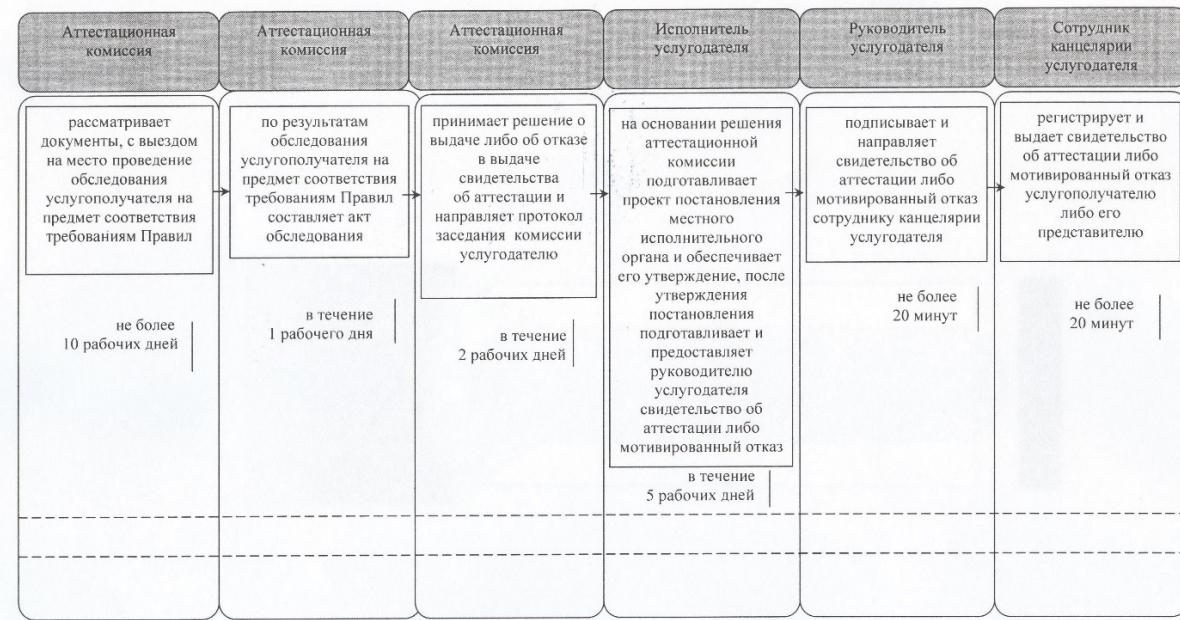 Аттестационная
комиссия
Аттестационная
комиссия
Аттестационная
комиссия
Исполнитель
услугодателя
Руководитель
услугодателя
Сотрудник
канцелярии
услугодателя
рассматривает
документы, с выездом
на место проведение
обследования
услугополучателя на
предмет соответствия
требованиям Правил
не более
10 рабочих дней
по результатам
обследования
услугополучателя на
предмет соответствия
требованиям Правил
составляет акт
обследования
в течение
1 рабочего дня
принимает решение о
выдаче либо об отказе
в выдаче
свидетельства
об аттестации и
направляет протокол
заседания комиссии
услугодателю
в течение
2 рабочих дней
на основании решения
аттестационной
комиссии
подготавливает
проект постановления
местного
исполнительного
органа и обеспечивает
его утверждение, после
утверждения
постановления
подготавливает и
предоставляет
руководителю
услугодателя
свидетельство об
аттестации либо
мотивированный отказ
в течение
5 рабочих дней
подписывает и
направляет
свидетельство об
аттестации либо
мотивированный отказ
сотруднику канцелярии
услугодателя
не более
20 минут
регистрирует и
выдает свидетельство
об аттестации либо
мотивированный отказ
услугополучателю
либо его
представителю
не более
20 минут